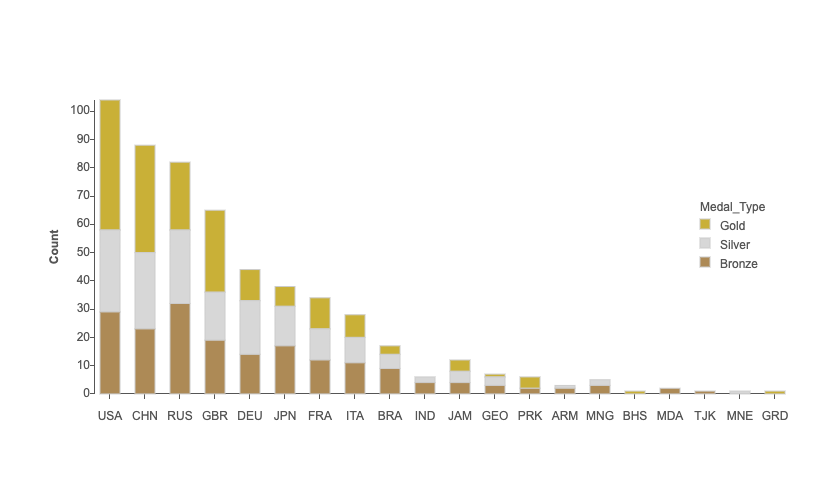 100
90
80
70
60
50
40
30
20
10
0
Count
USA CHN RUS GBR DEU JPN FRA ITA BRA IND JAM GEO PRK ARM MNG BHS MDA TJK MNE GRD
Medal_Type
Gold
Silver
Bronze